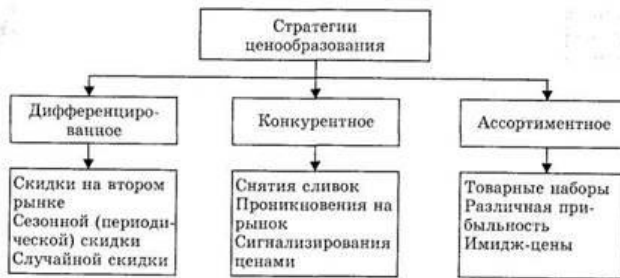 Стратегии
ценообразования
Дифференциро-
ванное
Конкурентное
Ассортиментное
Скидки на втором
рынке
Сезонной (периоди-
ческой) скидки
Случайной скидки
Снятия сливок
Проникновения на
рынок
Сигнализирования
ценами
Товарные наборы
Различная при-
быльность
Имидж-цены